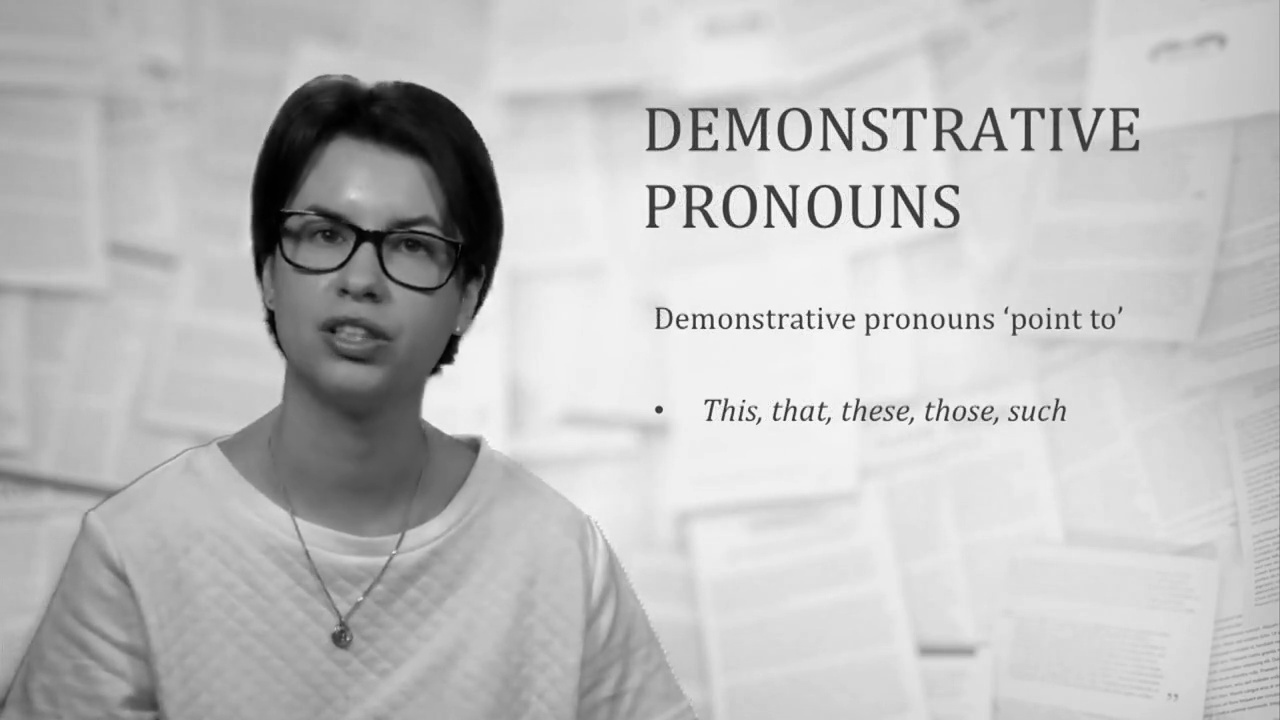 DEMONSTRATIVE
PRONOUNS
Demonstrative pronouns ‘point to’
• This, that, these, those, such